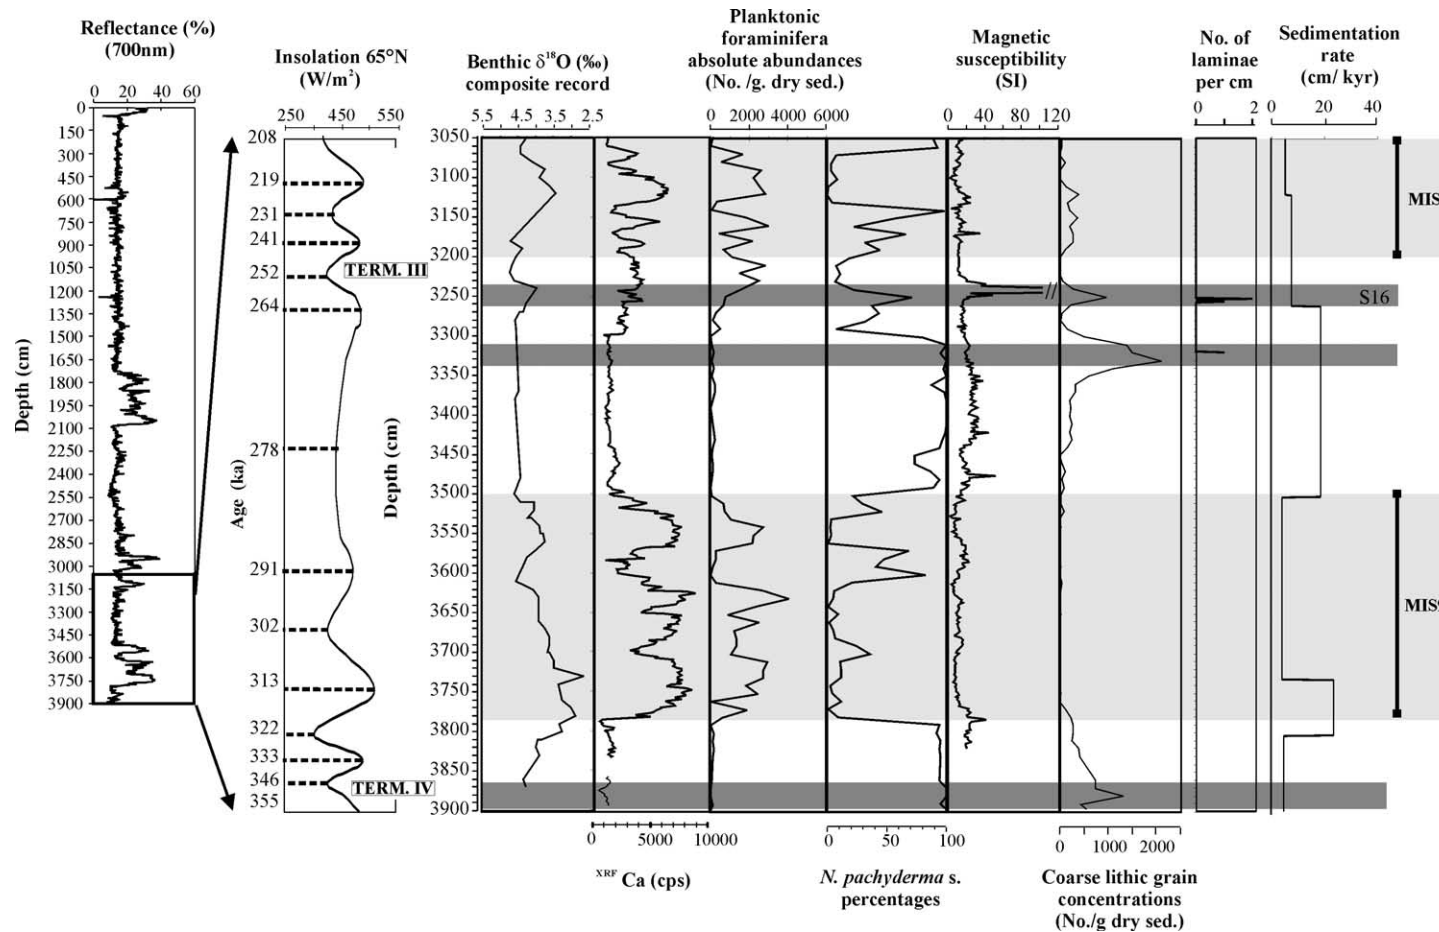 Reflectance (%)
(700nm)
0 20 40 60
Depth (cm)
0
150
300
450
600
750
900
1050
1200
1350
1500
1650
1800
1950
2100
2250
2400
2550
2700
2850
3000
3150
3300
3450
3600
3750
3900
Insolation 65°N
(W/m²)
250 450 550
Age (ka)
208
219
231
241
252
TERM. III
264
278
291
302
313
322
333
346
TERM. IV
355
Benthic δ¹⁸O (‰)
composite record
5.5 4.5 3.5 2.5
Depth (cm)
3050
3100
3150
3200
3250
3300
3350
3400
3450
3500
3550
3600
3650
3700
3750
3800
3850
3900
0 5000 10000
XRF Ca (cps)
Planktonic
foraminifera
absolute abundances
(No. /g. dry sed.)
0 2000 4000 6000
0 50 100
N. pachyderma s.
percentages
Magnetic
susceptibility
(SI)
0 40 80 120
//
0 1000 2000
Coarse lithic grain
concentrations
(No./g dry sed.)
No. of
laminae
per cm
0 2
Sedimentation
rate
(cm/ kyr)
0 20 40
S16
MIS
MIS